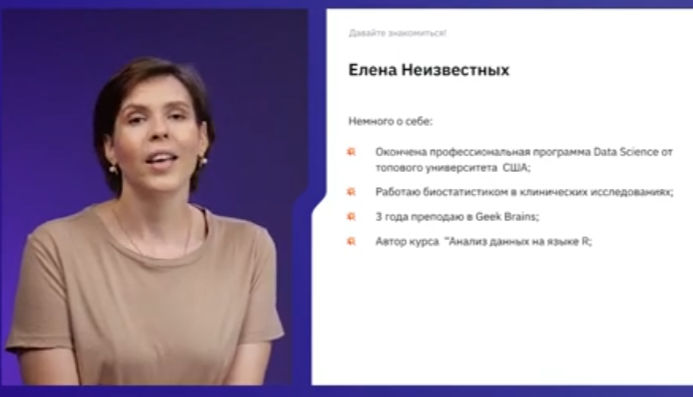 Давайте знакомиться!
Елена Неизвестных
Немного о себе:
Окончена профессиональная программа Data Science от
топового университета США;
Работаю биостатистиком в клинических исследованиях;
3 года преподаю в Geek Brains;
Автор курса "Анализ данных на языке R;